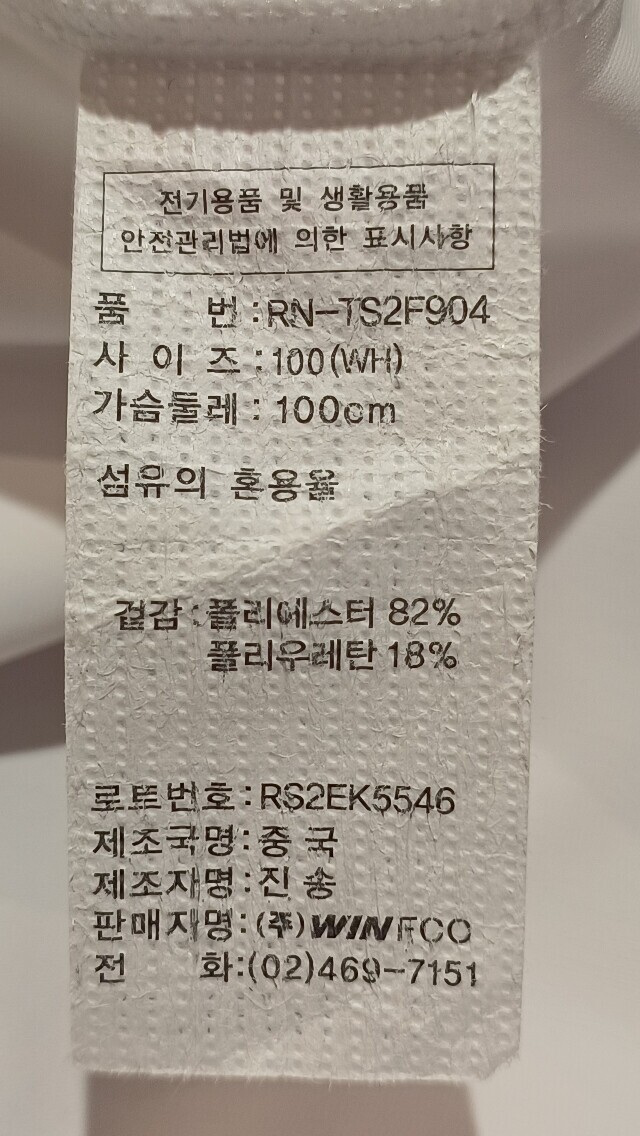 전기용품 및 생활용품
안전관리법에 의한 표시사항
품 번:RN-TS2F904
사 이 즈:100(WH)
가슴둘레:100cm
섬유의 혼용율
겉감:폴리에스터 82%
폴리우레탄 18%
로트번호:RS2EK5546
제조국명:중 국
제조자명:진 송
판매자명:(주)WINFCO
전 화:(02)469-7151